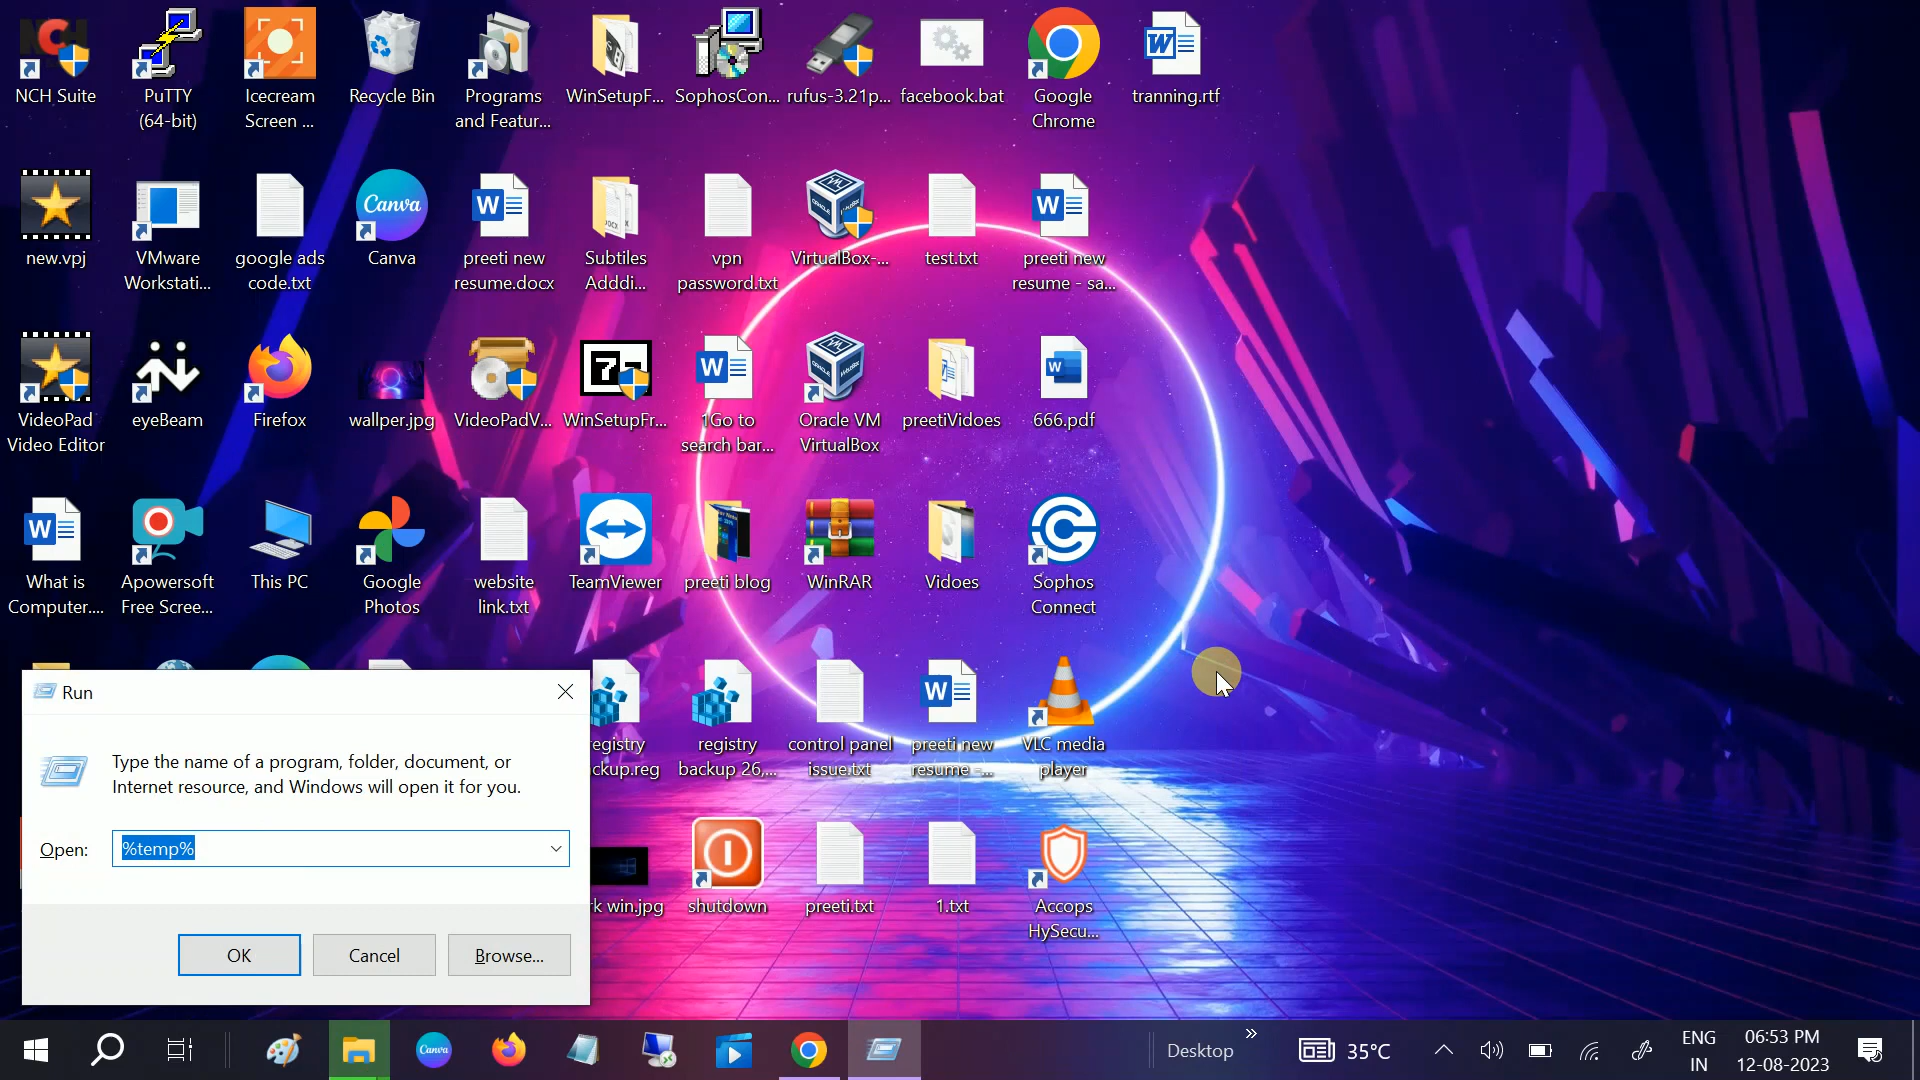 NCH Suite
PuTTY
(64-bit)
Icecream
Screen ...
Recycle Bin
Programs
and Featur...
WinSetupF...
SophosCon...
rufus-3.21p...
facebook.bat
Google
Chrome
tranning.rtf
new.vpj
VMware
Workstati...
google ads
code.txt
Canva
Canva
preeti new
resume.docx
Subtiles
Adddi...
vpn
password.txt
VirtualBox-...
test.txt
preeti new
resume - sa...
VideoPad
Video Editor
eyeBeam
Firefox
wallper.jpg
VideoPadV...
WinSetupFr...
1Go to
search bar...
Oracle VM
VirtualBox
preetiVidoes
666.pdf
What is
Computer....
Apowersoft
Free Scree...
This PC
Google
Photos
website
link.txt
TeamViewer
preeti blog
WinRAR
Vidoes
Sophos
Connect
registry
ckup.reg
registry
backup 26,...
control panel
issue.txt
preeti new
resume -...
VLC media
player
rk win.jpg
shutdown
preeti.txt
1.txt
Accops
HySecu...
Run
Type the name of a program, folder, document, or
Internet resource, and Windows will open it for you.
Open:
%temp%
OK
Cancel
Browse...
Canva
Desktop
35°C
ENG
IN
06:53 PM
12-08-2023